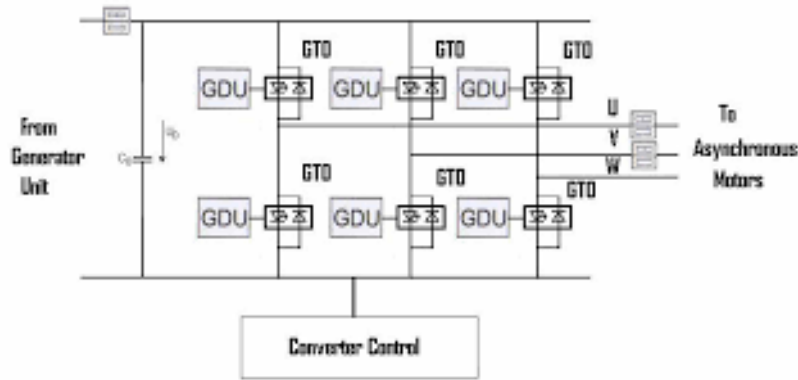 GTO
GTO
GTO
GDU
GDU
GDU
From
Generator
Unit
U
V
W
To
Asynchronous
Motors
GTO
GTO
GTO
GDU
GDU
GDU
Converter Control